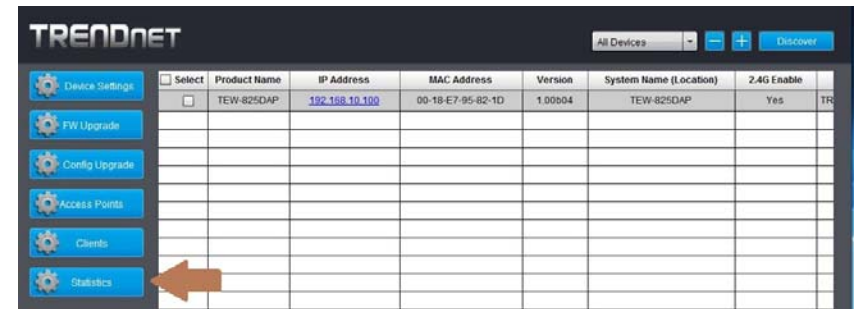 TRENDnet
All Devices
Discover
Device Settings
FW Upgrade
Config Upgrade
Access Points
Clients
Statistics
Select Product Name IP Address MAC Address Version System Name (Location) 2.4G Enable
TEW-825DAP 192.168.10.100 00-18-E7-95-82-1D 1.00b04 TEW-825DAP Yes TR